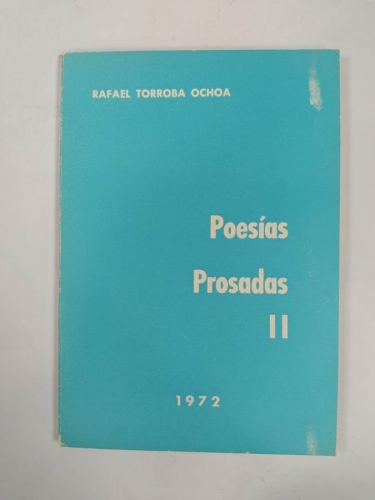 RAFAEL TORROBA OCHOA
Poesías
Prosadas
II
1972